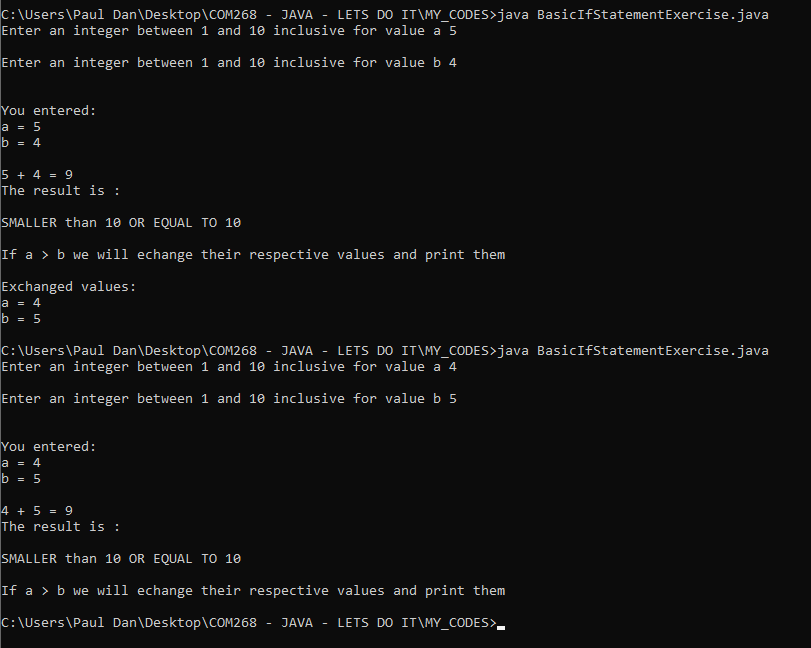 C:\Users\Paul Dan\Desktop\COM268 - JAVA - LETS DO IT\MY_CODES>java BasicIfStatementExercise.java
Enter an integer between 1 and 10 inclusive for value a 5
Enter an integer between 1 and 10 inclusive for value b 4
You entered:
a = 5
b = 4
5 + 4 = 9
The result is :
SMALLER than 10 OR EQUAL TO 10
If a > b we will echange their respective values and print them
Exchanged values:
a = 4
b = 5
C:\Users\Paul Dan\Desktop\COM268 - JAVA - LETS DO IT\MY_CODES>java BasicIfStatementExercise.java
Enter an integer between 1 and 10 inclusive for value a 4
Enter an integer between 1 and 10 inclusive for value b 5
You entered:
a = 4
b = 5
4 + 5 = 9
The result is :
SMALLER than 10 OR EQUAL TO 10
If a > b we will echange their respective values and print them
C:\Users\Paul Dan\Desktop\COM268 - JAVA - LETS DO IT\MY_CODES>